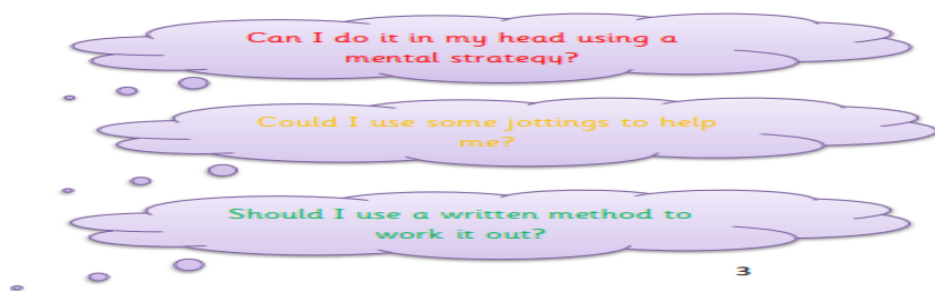 Can I do it in my head using a
mental strategy?
Could I use some jottings to help
me?
Should I use a written method to
work it out?
3